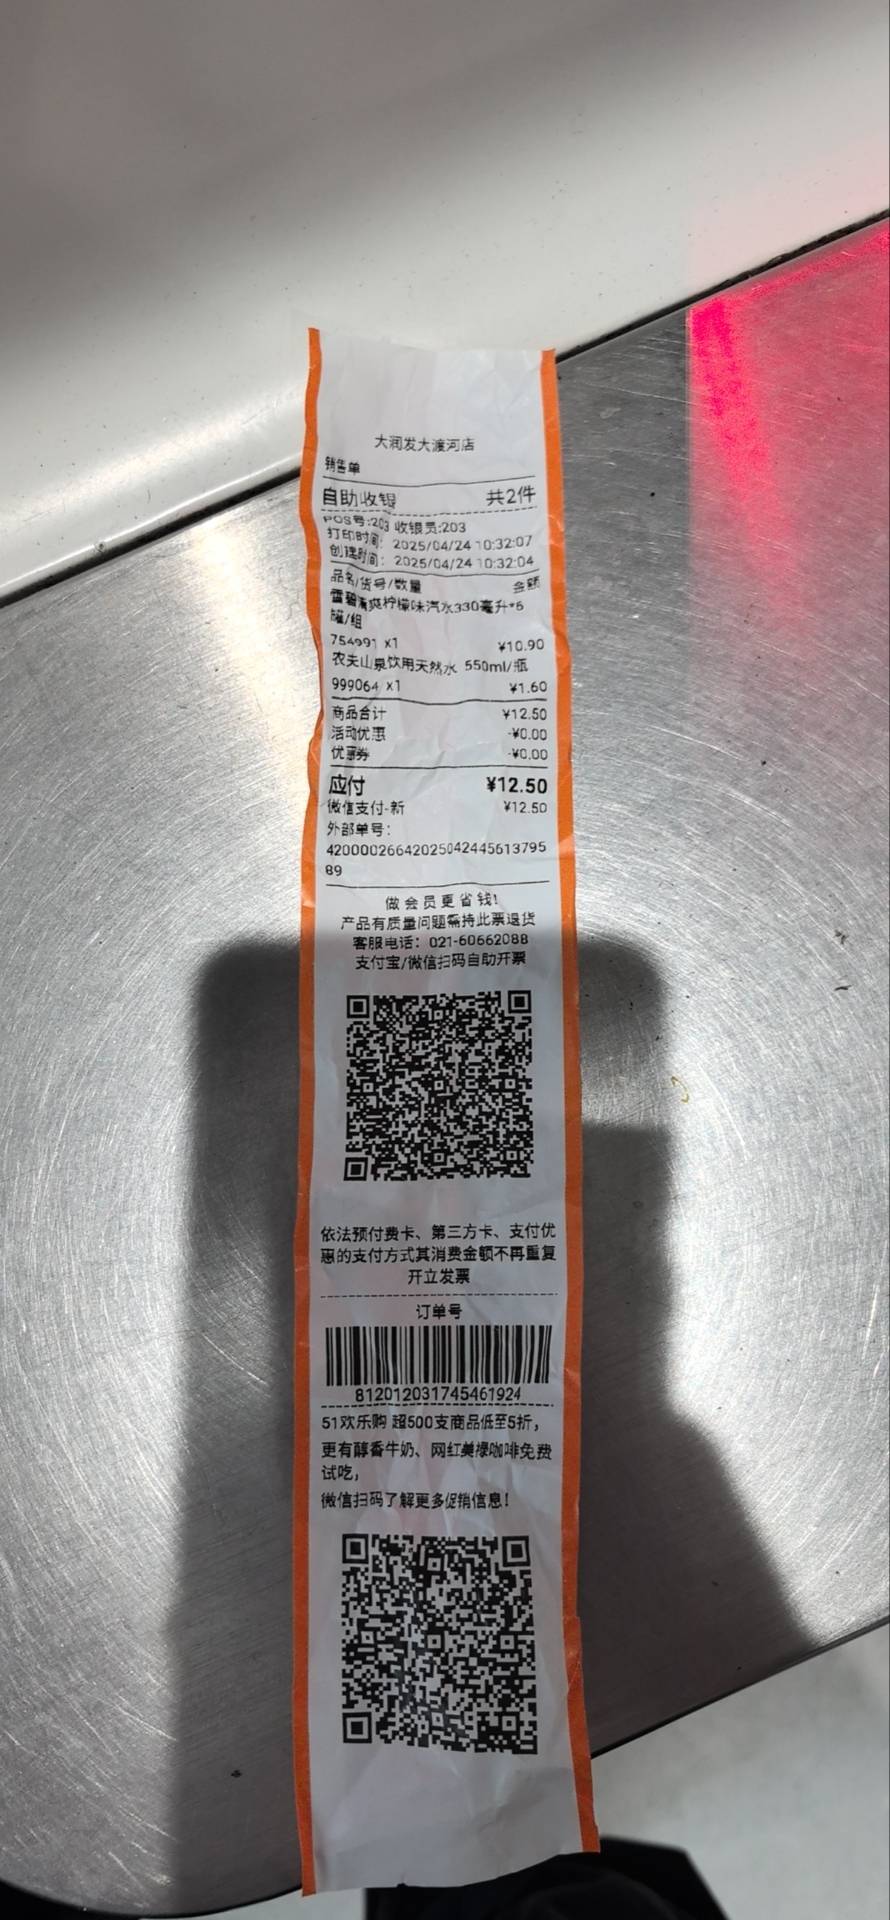 大润发大渡河店
销售单
自助收银 共2件
POS号:203 收银员:203
打印时间: 2025/04/24 10:32:07
创建时间: 2025/04/24 10:32:04
品名/货号/数量 金额
雪碧清爽柠檬味汽水330毫升*6
罐/组
754991 x1 ¥10.90
农夫山泉饮用天然水 550ml/瓶
999064 x1 ¥1.60
商品合计 ¥12.50
活动优惠 -¥0.00
优惠券 -¥0.00
应付 ¥12.50
微信支付-新 ¥12.50
外部单号:
42000026642025042445613795
89
做会员更省钱!
产品有质量问题需持此票退货
客服电话: 021-60662088
支付宝/微信扫码自助开票
依法预付费卡、第三方卡、支付优
惠的支付方式其消费金额不再重复
开立发票
订单号
812012031745461924
51欢乐购 超500支商品低至5折,
更有醇香牛奶、网红美禄咖啡免费
试吃,
微信扫码了解更多促销信息!